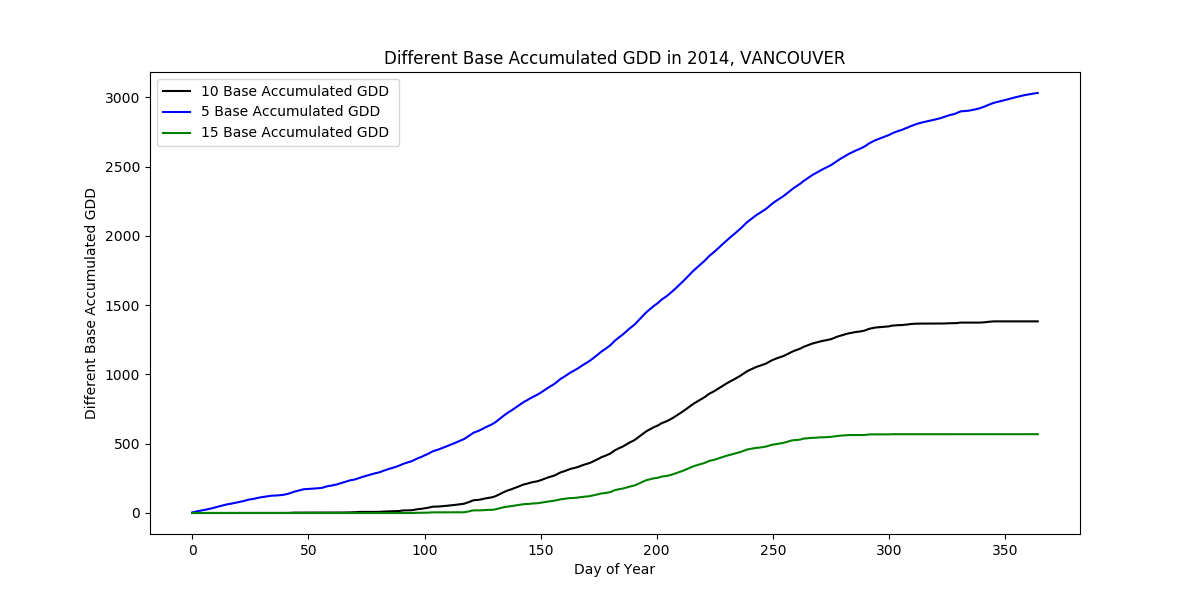 Different Base Accumulated GDD in 2014, VANCOUVER
10 Base Accumulated GDD
5 Base Accumulated GDD
15 Base Accumulated GDD
Different Base Accumulated GDD
3000
2500
2000
1500
1000
500
0
0 50 100 150 200 250 300 350
Day of Year